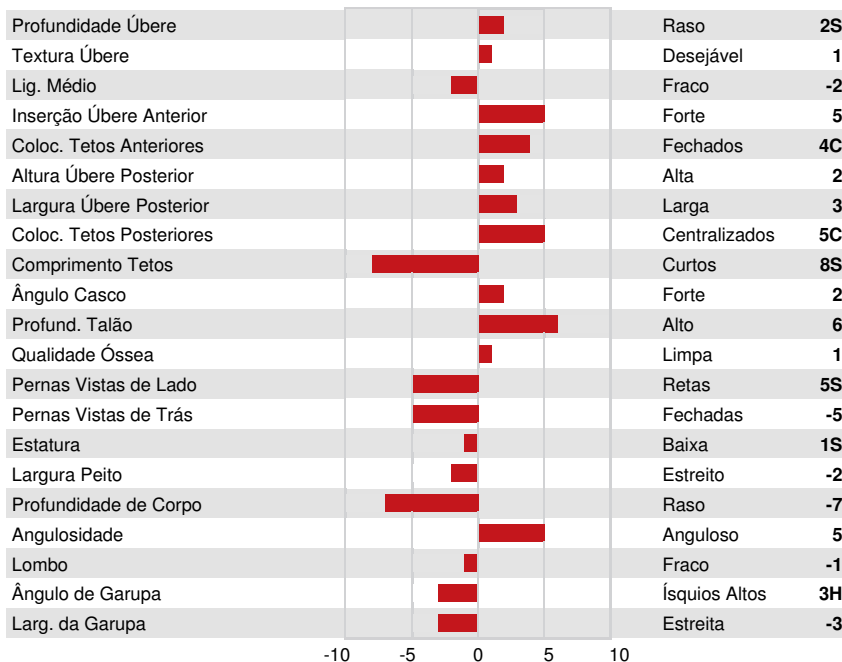 Profundidade Úbere Raso 2S
Textura Úbere Desejável 1
Lig. Médio Fraco -2
Inserção Úbere Anterior Forte 5
Coloc. Tetos Anteriores Fechados 4C
Altura Úbere Posterior Alta 2
Largura Úbere Posterior Larga 3
Coloc. Tetos Posteriores Centralizados 5C
Comprimento Tetos Curtos 8S
Ângulo Casco Forte 2
Profund. Talão Alto 6
Qualidade Óssea Limpa 1
Pernas Vistas de Lado Retas 5S
Pernas Vistas de Trás Fechadas -5
Estatura Baixa 1S
Largura Peito Estreito -2
Profundidade de Corpo Raso -7
Angulosidade Anguloso 5
Lombo Fraco -1
Ângulo de Garupa Ísquios Altos 3H
Larg. da Garupa Estreita -3
-10 -5 0 5 10